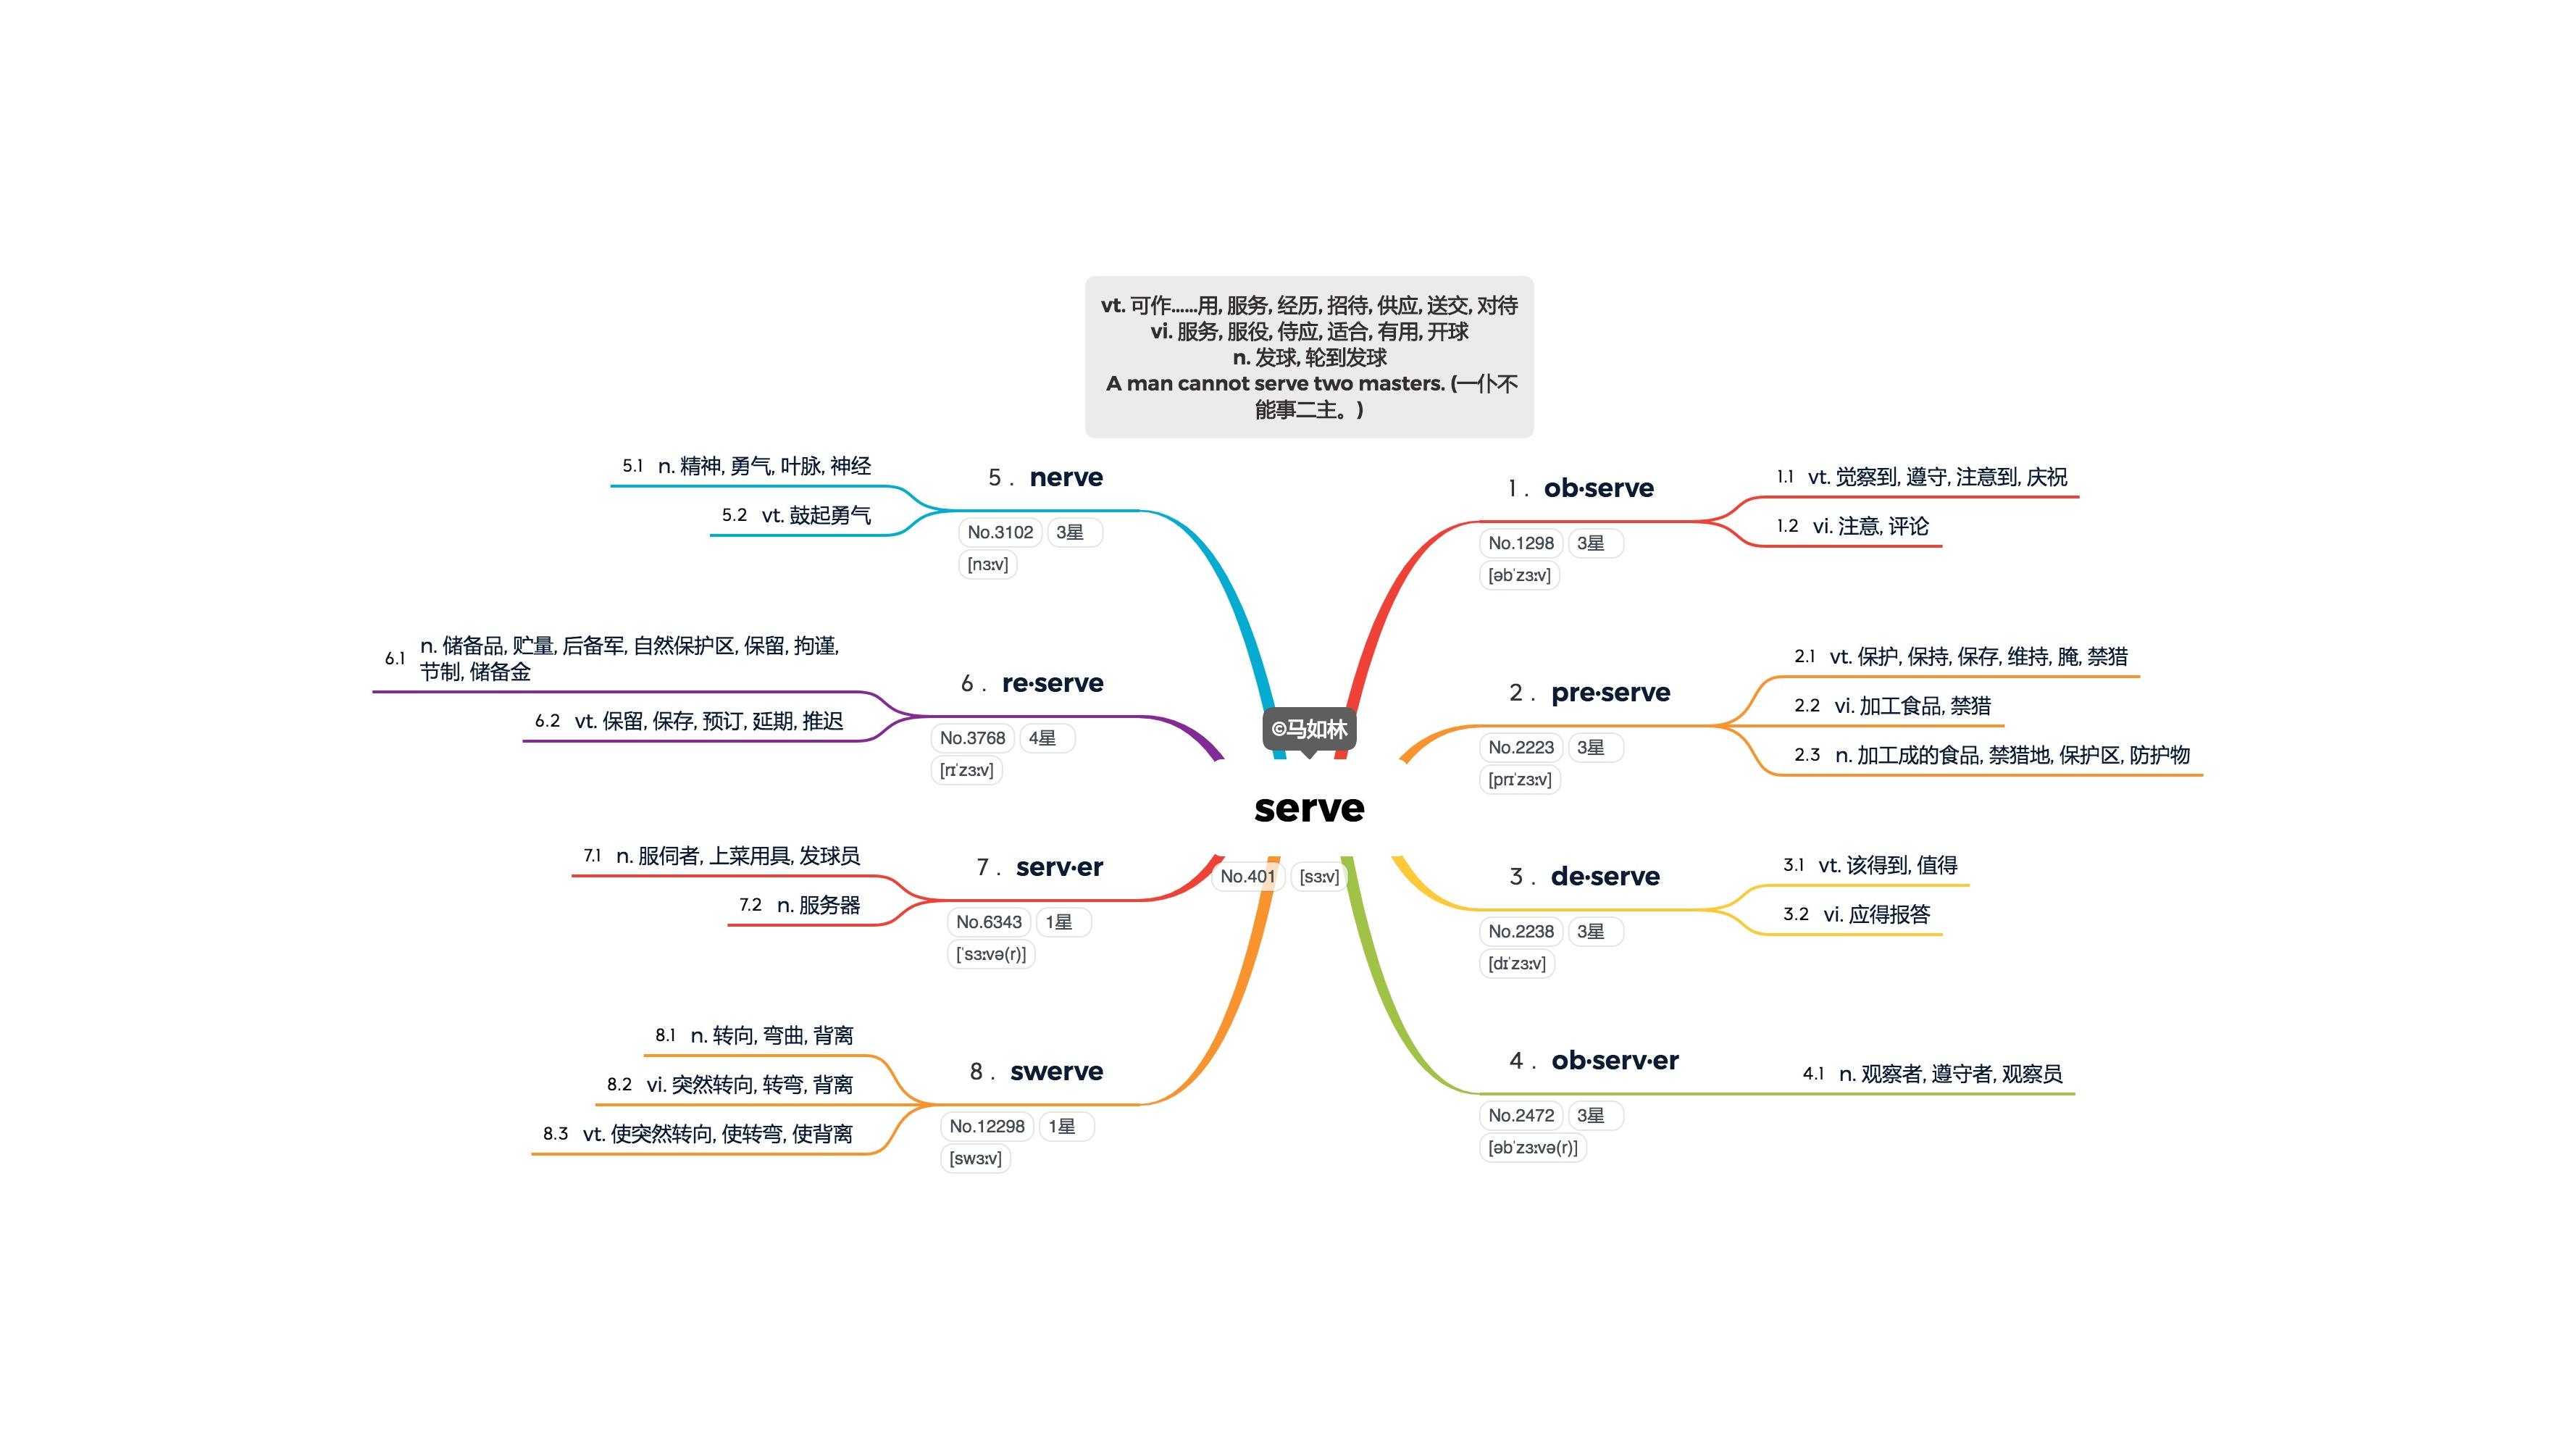 vt. 可作......用, 服务, 经历, 招待, 供应, 送交, 对待
vi. 服务, 服役, 侍应, 适合, 有用, 开球
n. 发球, 轮到发球
A man cannot serve two masters. (一仆不
能事二主。)
©马如林
serve
No.401 [sɜːv]
1 . ob·serve
No.1298 3星
[əbˈzɜːv]
1.1 vt. 觉察到, 遵守, 注意到, 庆祝
1.2 vi. 注意, 评论
2 . pre·serve
No.2223 3星
[prɪˈzɜːv]
2.1 vt. 保护, 保持, 保存, 维持, 腌, 禁猎
2.2 vi. 加工食品, 禁猎
2.3 n. 加工成的食品, 禁猎地, 保护区, 防护物
3 . de·serve
No.2238 3星
[dɪˈzɜːv]
3.1 vt. 该得到, 值得
3.2 vi. 应得报答
4 . ob·serv·er
No.2472 3星
[əbˈzɜːvə(r)]
4.1 n. 观察者, 遵守者, 观察员
5 . nerve
No.3102 3星
[nɜːv]
5.1 n. 精神, 勇气, 叶脉, 神经
5.2 vt. 鼓起勇气
6 . re·serve
No.3768 4星
[rɪˈzɜːv]
6.1 n. 储备品, 贮量, 后备军, 自然保护区, 保留, 拘谨,
节制, 储备金
6.2 vt. 保留, 保存, 预订, 延期, 推迟
7 . serv·er
No.6343 1星
[ˈsɜːvə(r)]
7.1 n. 服伺者, 上菜用具, 发球员
7.2 n. 服务器
8 . swerve
No.12298 1星
[swɜːv]
8.1 n. 转向, 弯曲, 背离
8.2 vi. 突然转向, 转弯, 背离
8.3 vt. 使突然转向, 使转弯, 使背离